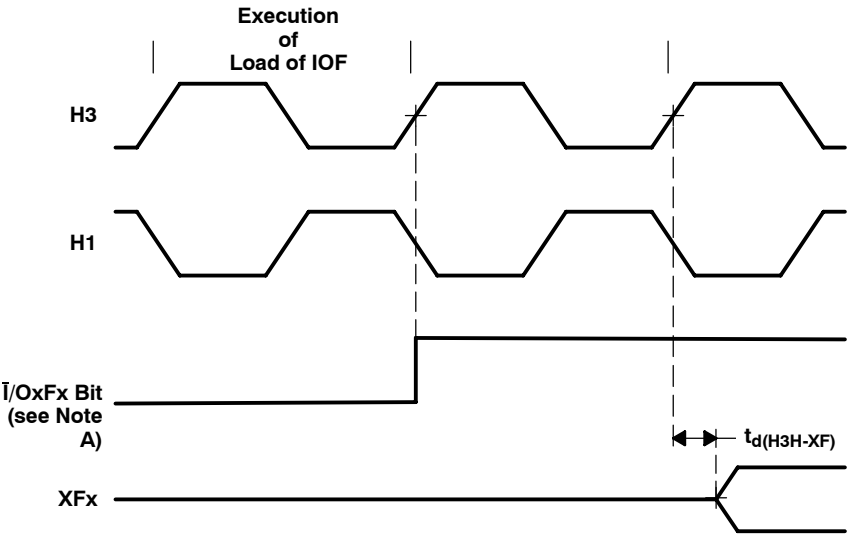 Execution
of
Load of IOF
H3
H1
Ī/OxFx Bit
(see Note
A)
td(H3H-XF)
XFx